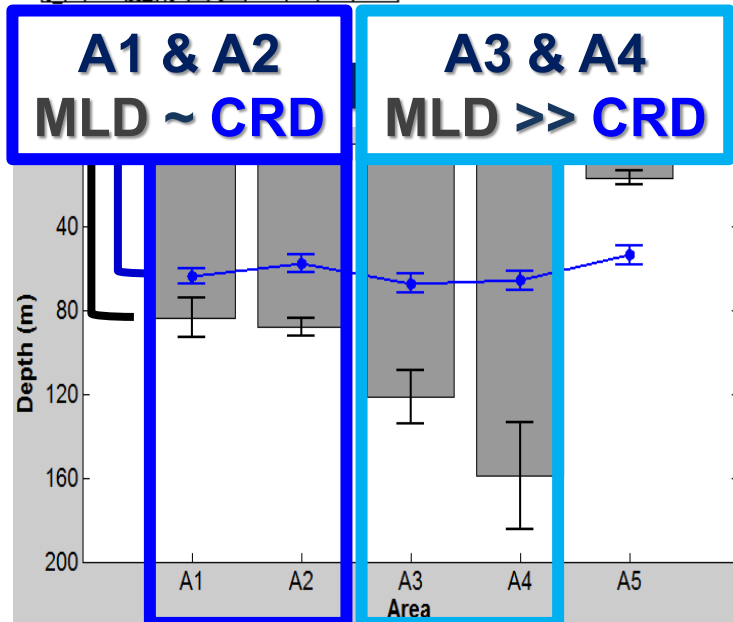 A1 & A2
MLD ~ CRD
A3 & A4
MLD >> CRD
40
80
120
160
200
Depth (m)
A1 A2 A3 A4 A5
Area